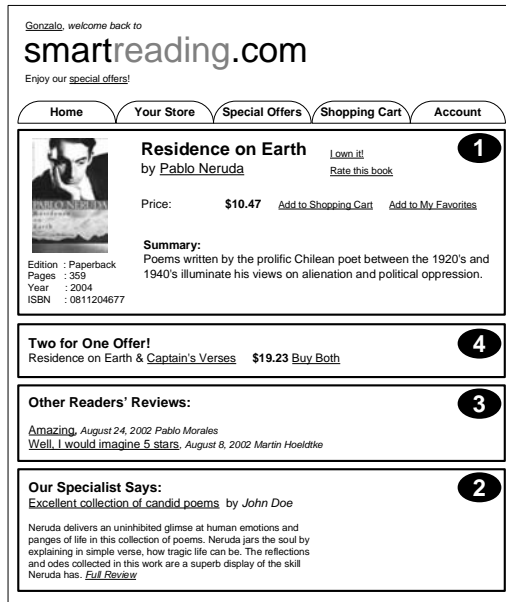 Gonzalo, welcome back to
smartreading.com
Enjoy our special offers!
Home Your Store Special Offers Shopping Cart Account
1
Residence on Earth I own it!
by Pablo Neruda Rate this book
PABLO NERUDA
Residence
on
Earth
Price: $10.47 Add to Shopping Cart Add to My Favorites
Summary:
Poems written by the prolific Chilean poet between the 1920's and
1940's illuminate his views on alienation and political oppression.
Edition : Paperback
Pages : 359
Year : 2004
ISBN : 0811204677
Two for One Offer! 4
Residence on Earth & Captain's Verses $19.23 Buy Both
Other Readers' Reviews: 3
Amazing, August 24, 2002 Pablo Morales
Well, I would imagine 5 stars, August 8, 2002 Martin Hoeldtke
Our Specialist Says: 2
Excellent collection of candid poems by John Doe
Neruda delivers an uninhibited glimse at human emotions and
panges of life in this collection of poems. Neruda jars the soul by
explaining in simple verse, how tragic life can be. The reflections
and odes collected in this work are a superb display of the skill
Neruda has. Full Review